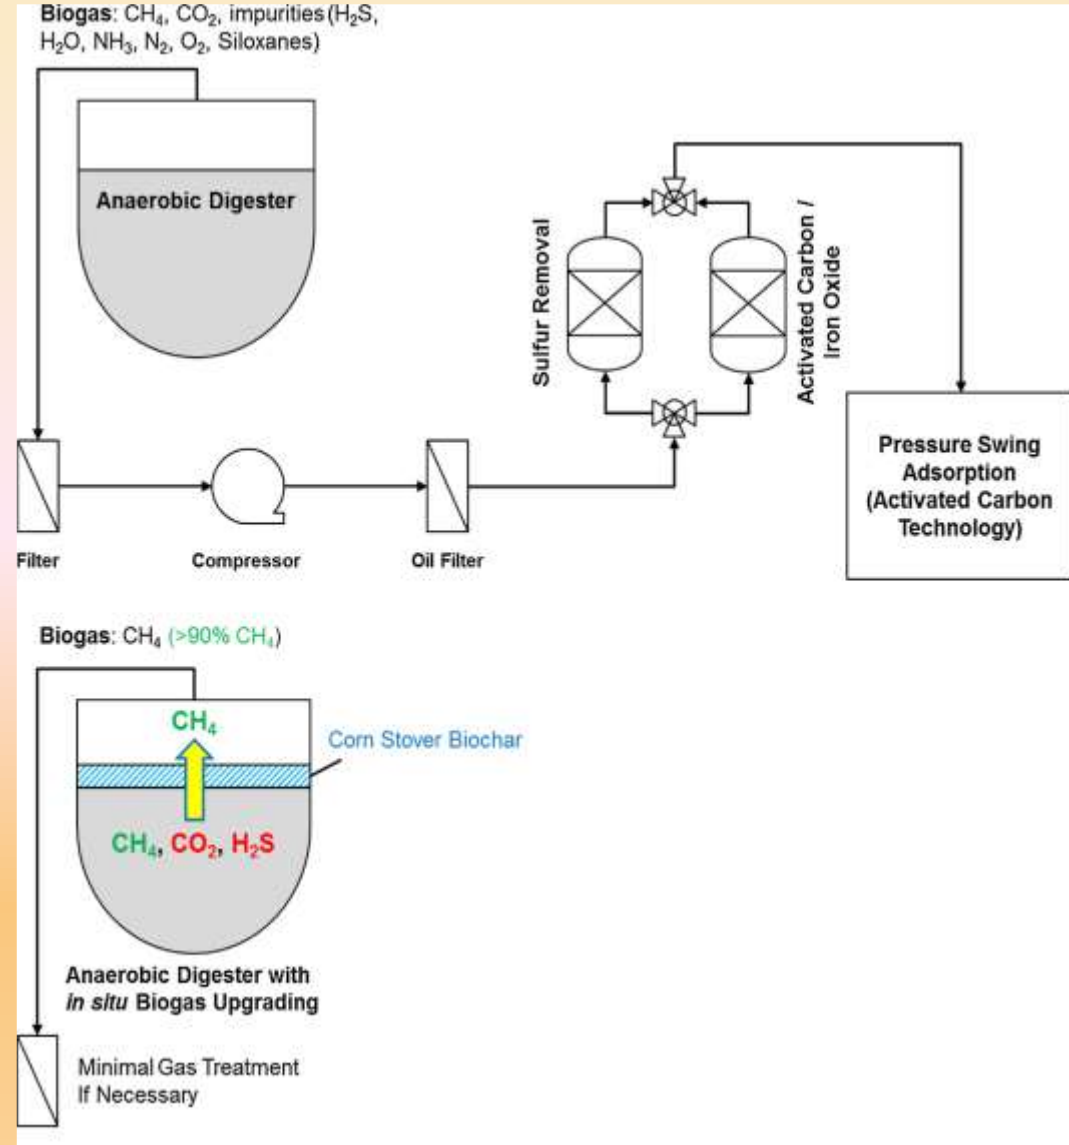 Biogas: CH₄, CO₂, impurities (H₂S,
H₂O, NH₃, N₂, O₂, Siloxanes)
Anaerobic Digester
Sulfur Removal
Activated Carbon /
Iron Oxide
Pressure Swing
Adsorption
(Activated Carbon
Technology)
Filter
Compressor
Oil Filter
Biogas: CH₄ (>90% CH₄)
CH₄
Corn Stover Biochar
CH₄, CO₂, H₂S
Anaerobic Digester with
in situ Biogas Upgrading
Minimal Gas Treatment
If Necessary